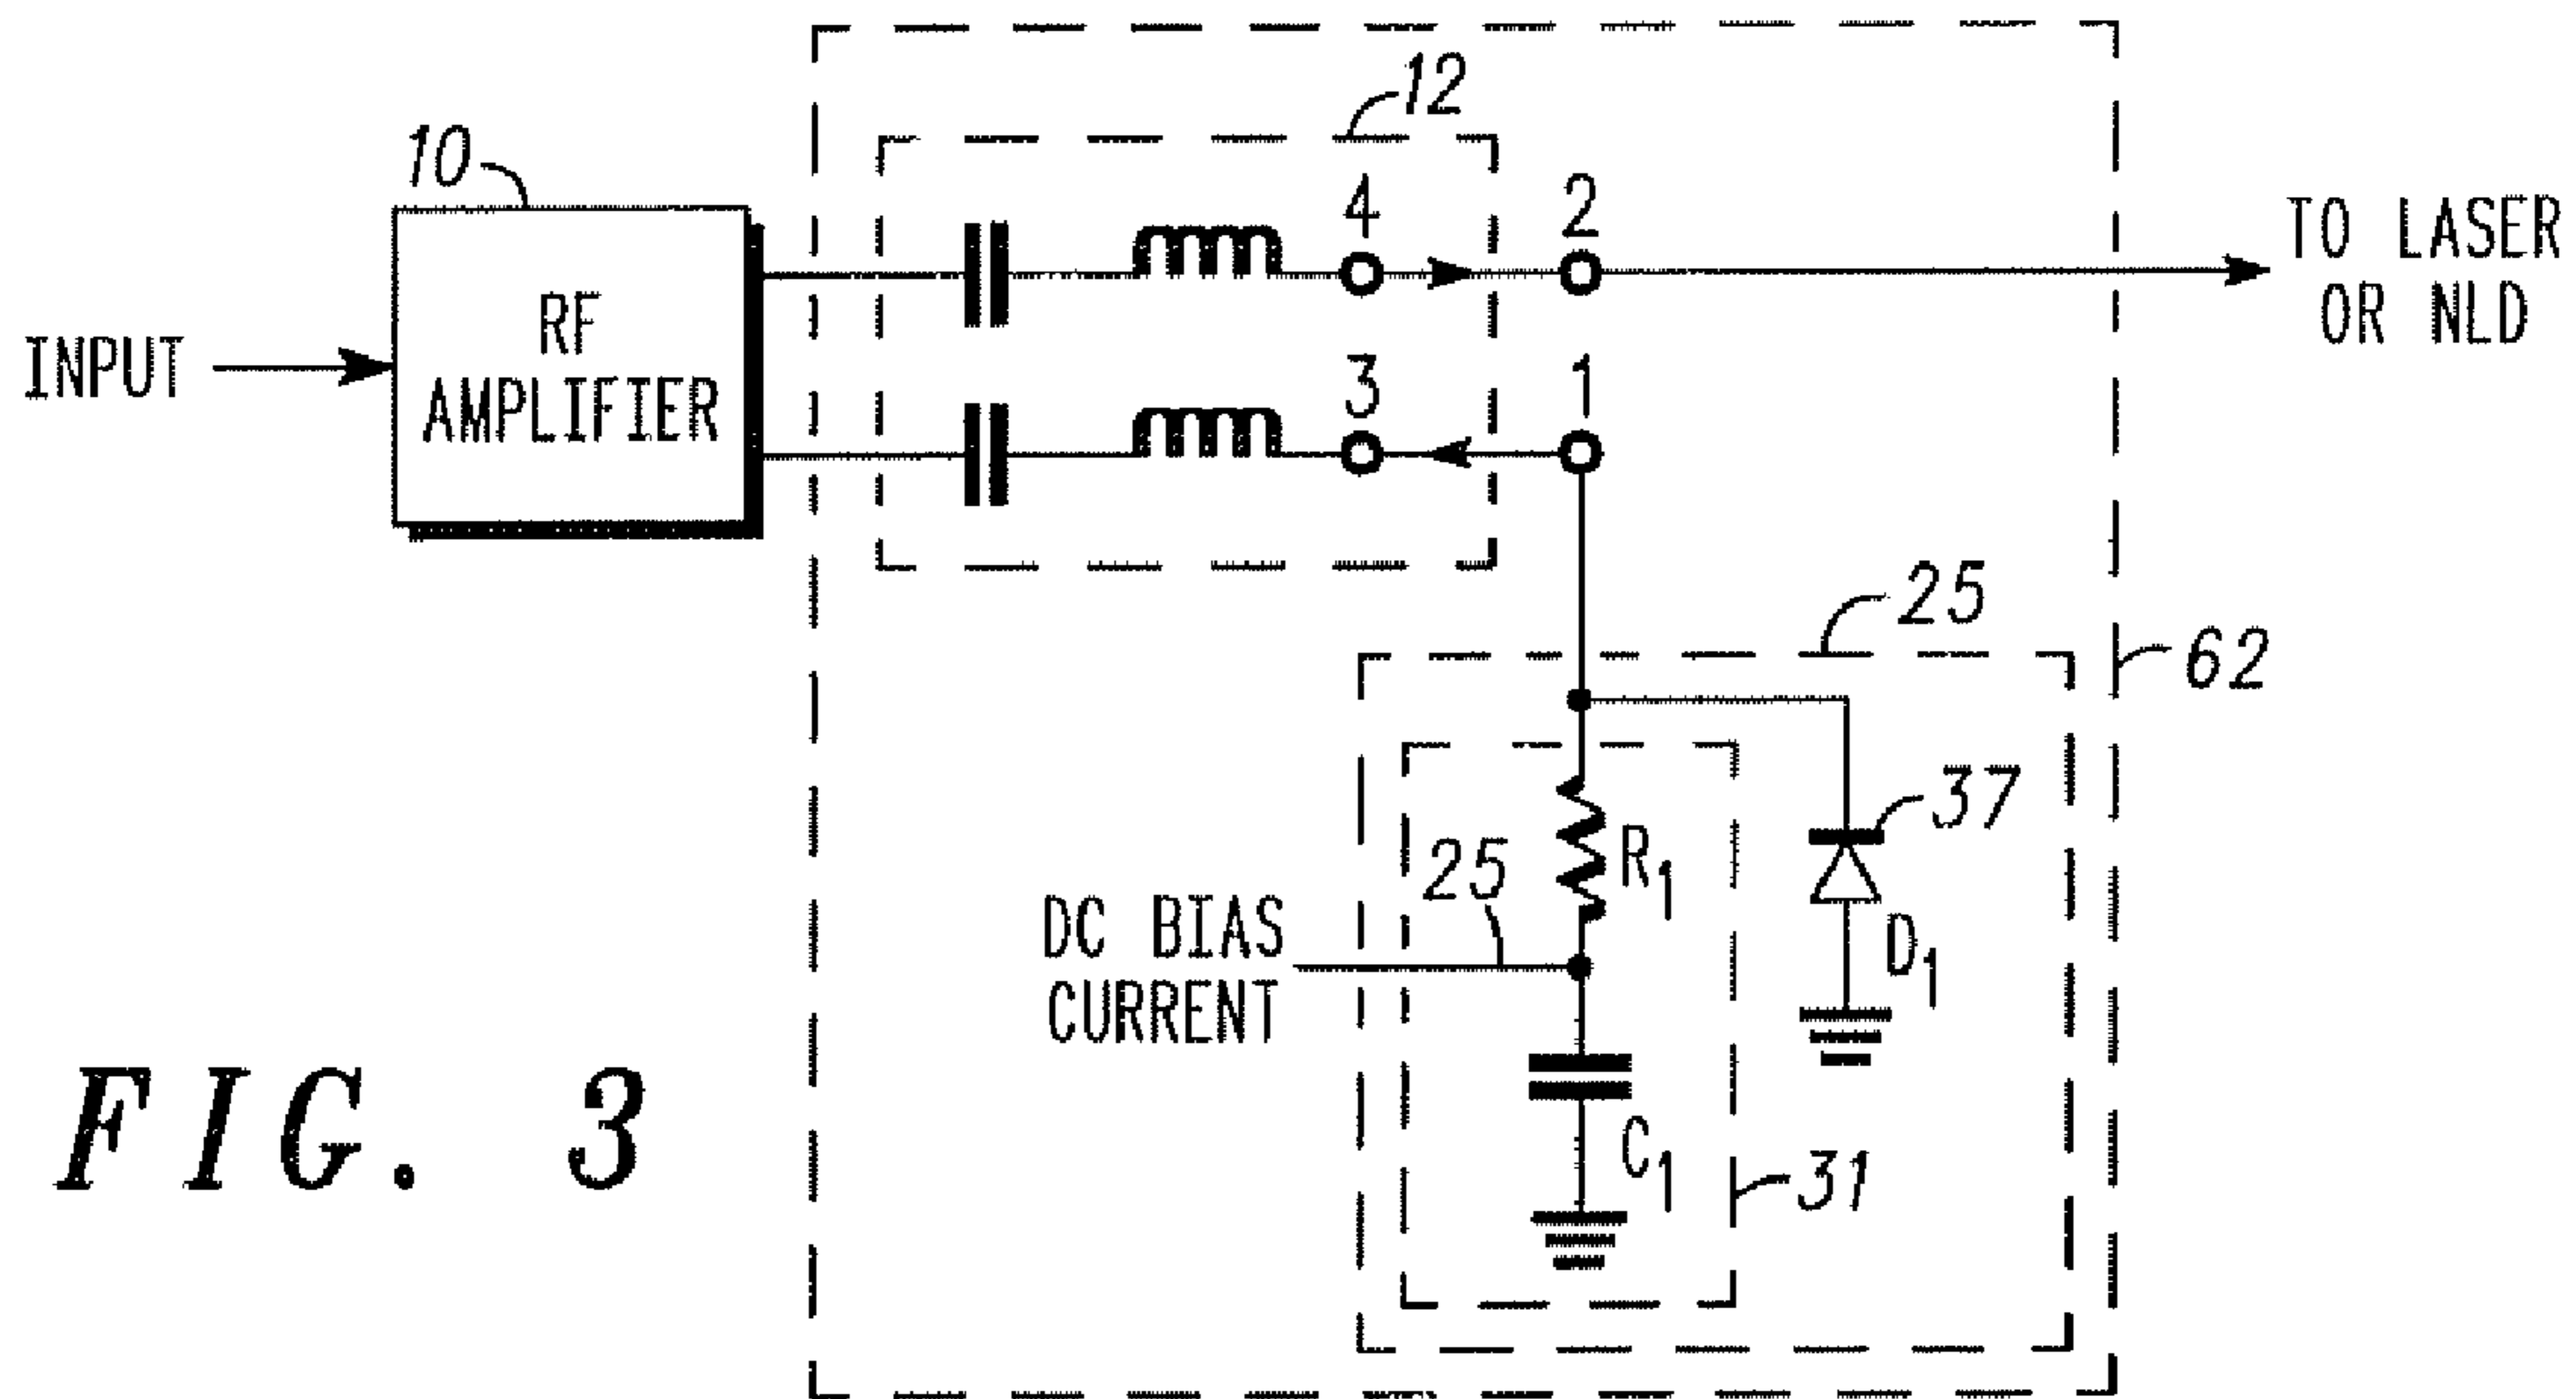 12
10
4
2
TO LASER
OR NLD
RF
AMPLIFIER
INPUT
3
1
25
62
37
R1
25
DC BIAS
CURRENT
D1
C1
31
FIG. 3